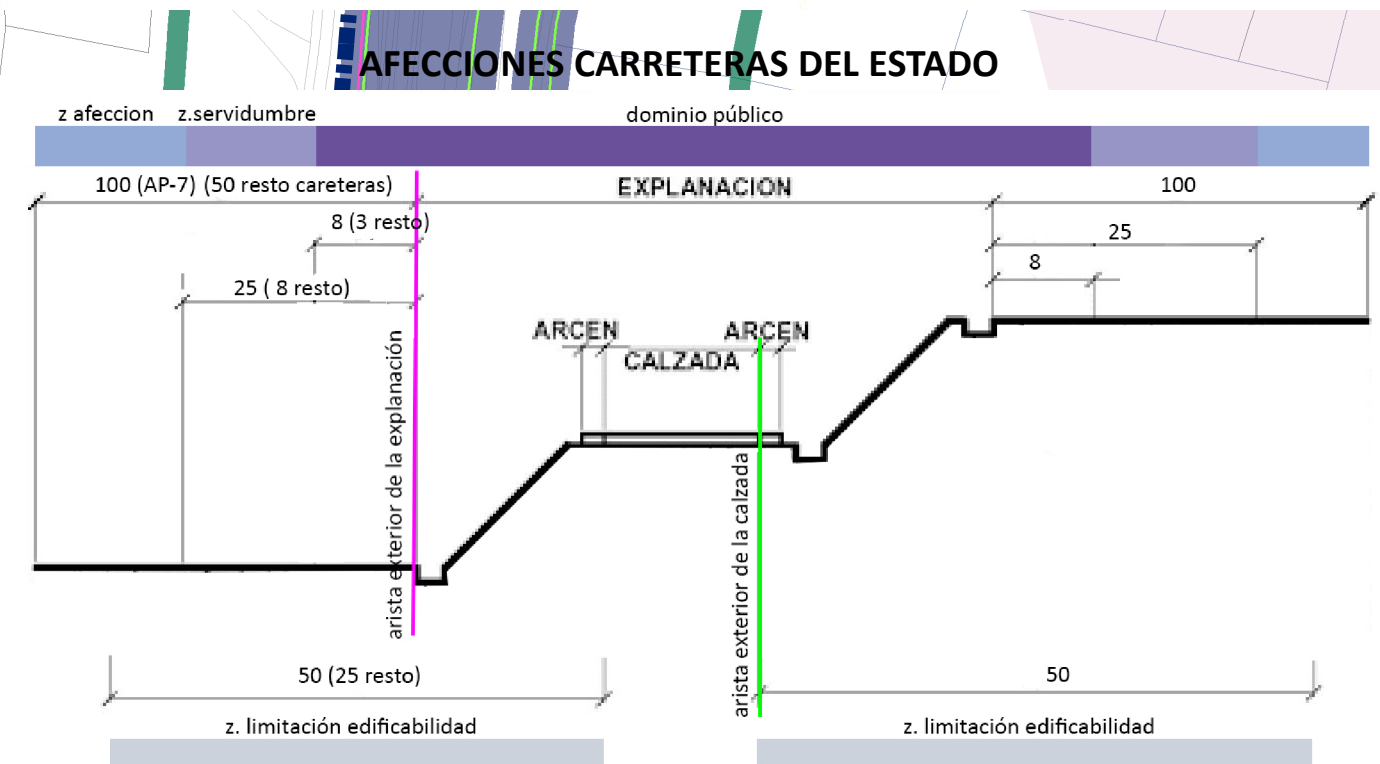 AFECCIONES CARRETERAS DEL ESTADO
z afeccion
z.servidumbre
dominio público
100 (AP-7) (50 resto careteras)
EXPLANACION
100
8 (3 resto)
25
8
25 ( 8 resto)
ARCEN
ARCEN
CALZADA
arista exterior de la explanación
arista exterior de la calzada
50 (25 resto)
50
z. limitación edificabilidad
z. limitación edificabilidad